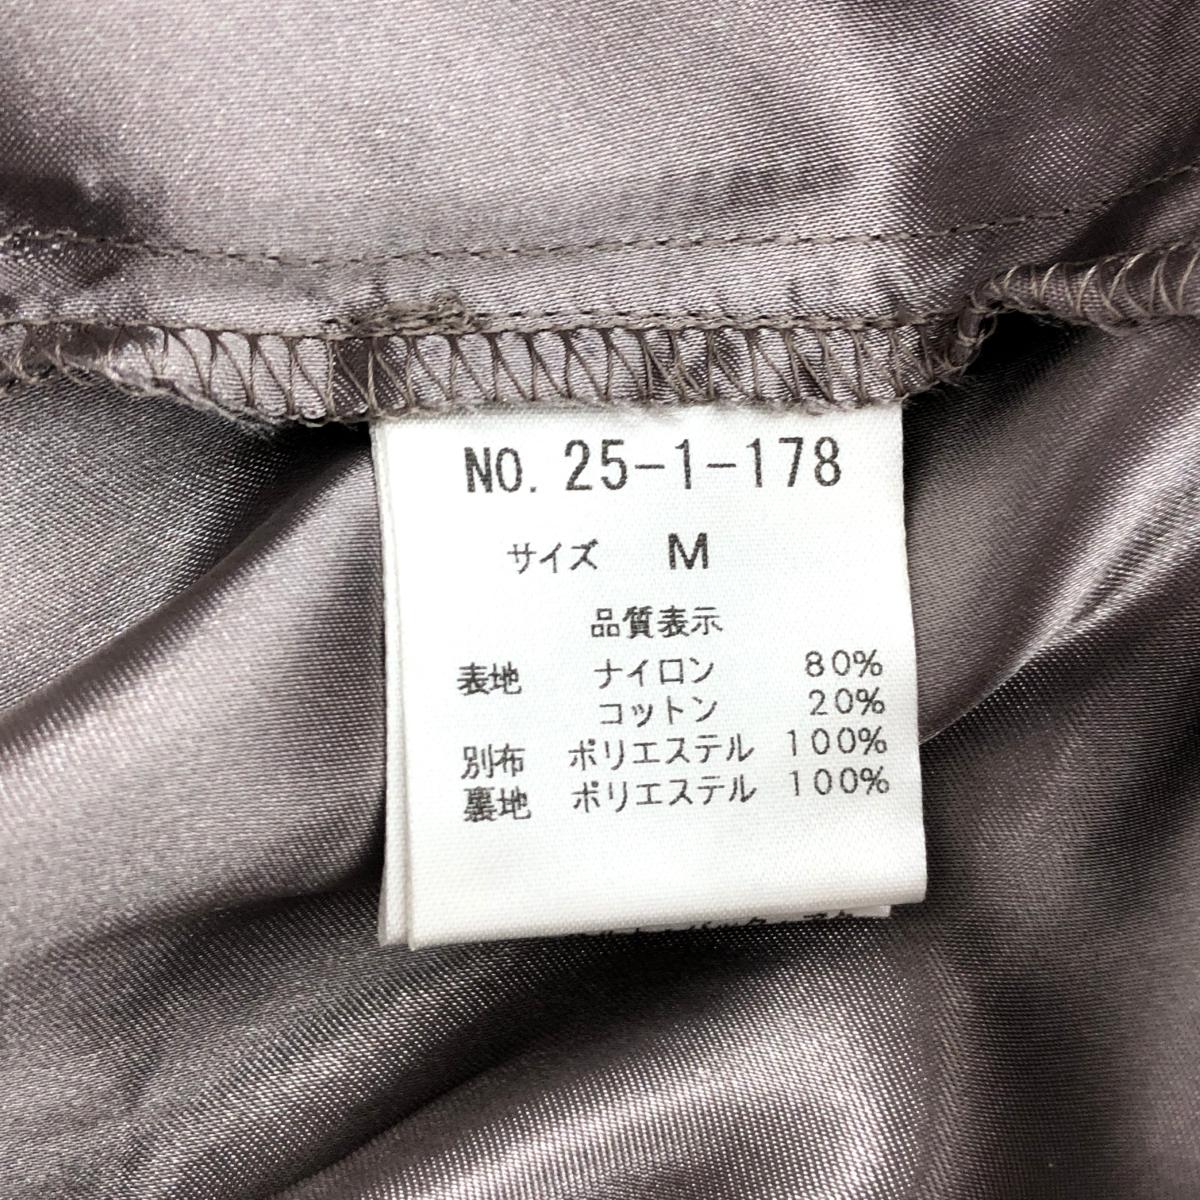 NO. 25-1-178
サイズ M
品質表示
表地 ナイロン 80%
コットン 20%
別布 ポリエステル 100%
裏地 ポリエステル 100%